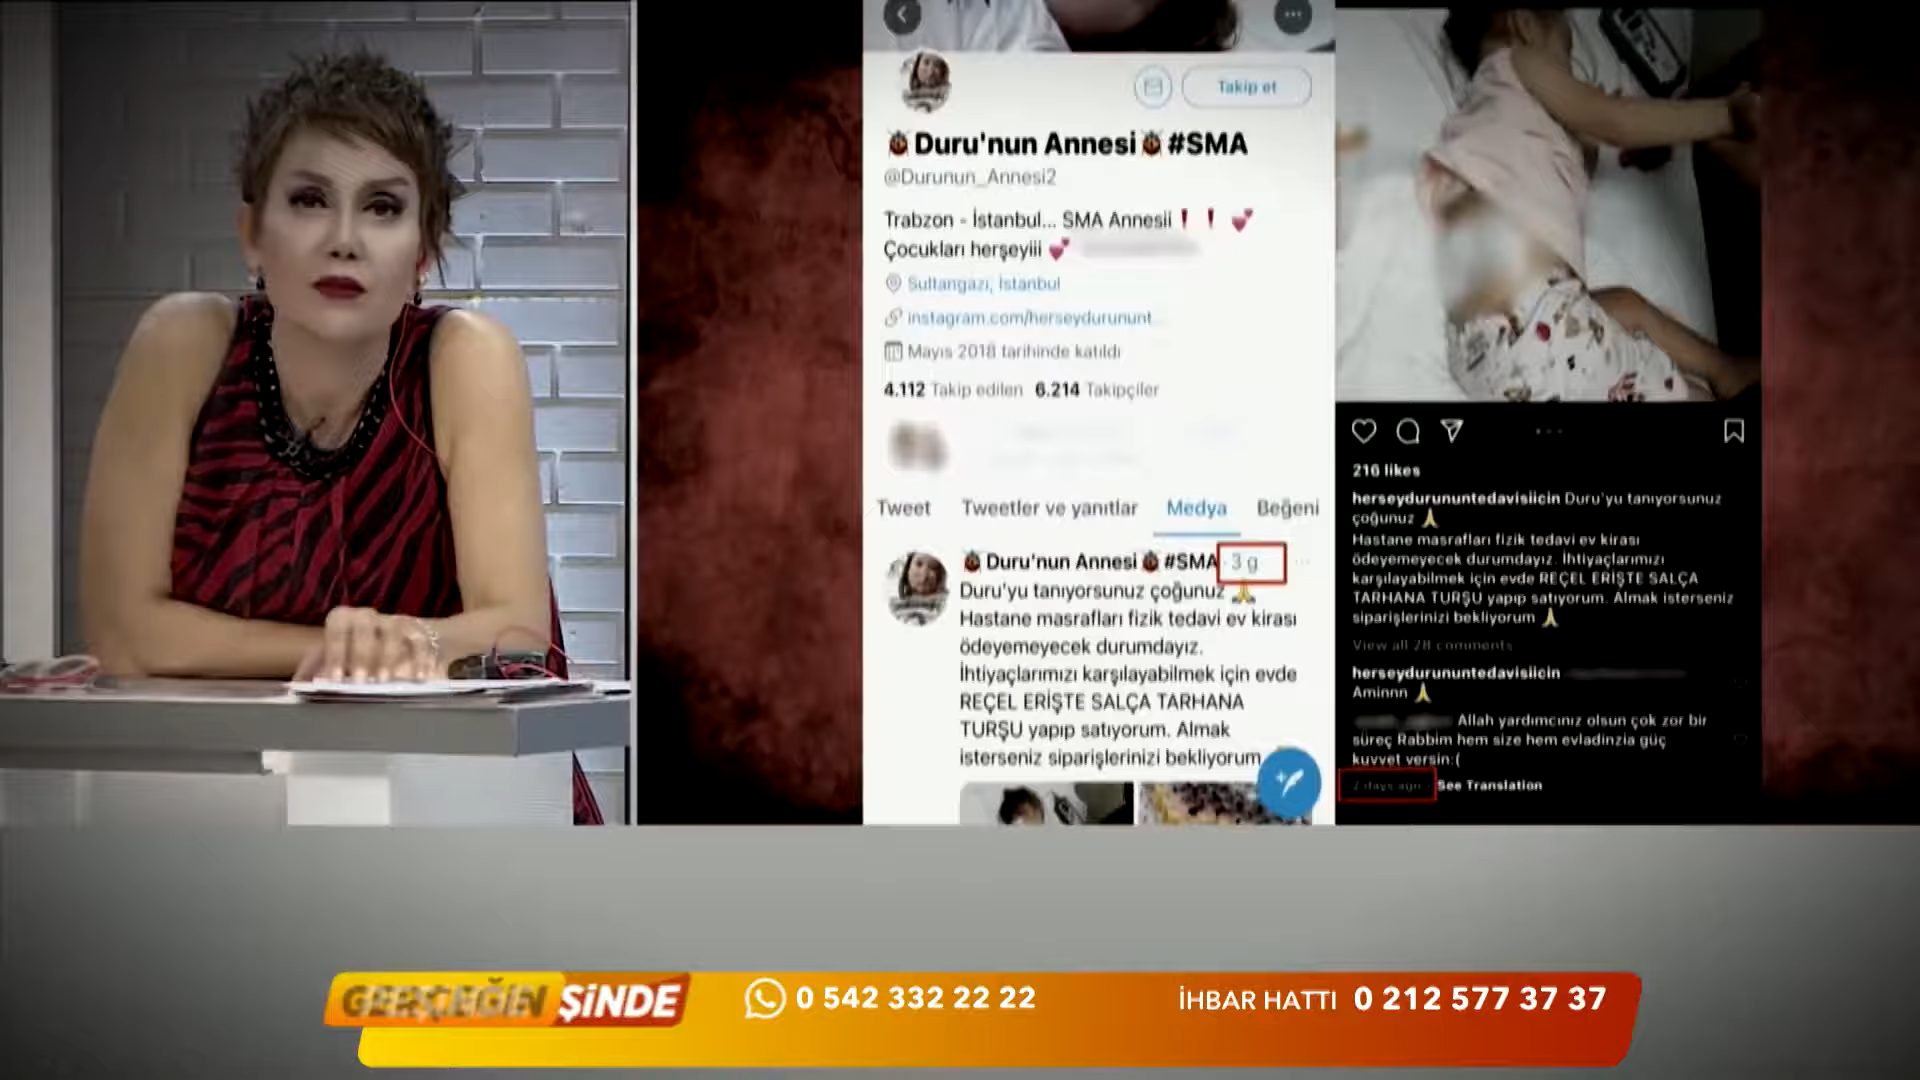 Takip et
Duru'nun Annesi #SMA
@Durunun_Annesi2
Trabzon - İstanbul... SMA Annesii
Çocukları herşeyiii
Sultangazi, İstanbul
instagram.com/herseydurununt...
Mayıs 2018 tarihinde katıldı
4.112 Takip edilen 6.214 Takipçiler
Tweet Tweetler ve yanıtlar Medya Beğeni
Duru'nun Annesi #SMA · 3 g
Duru'yu tanıyorsunuz çoğunuz
Hastane masrafları fizik tedavi ev kirası
ödeyemeyecek durumdayız.
İhtiyaçlarımızı karşılayabilmek için evde
REÇEL ERİŞTE SALÇA TARHANA
TURŞU yapıp satıyorum. Almak
isterseniz siparişlerinizi bekliyorum
216 likes
herseydurununtedavisiicin Duru'yu tanıyorsunuz
çoğunuz
Hastane masrafları fizik tedavi ev kirası
ödeyemeyecek durumdayız. İhtiyaçlarımızı
karşılayabilmek için evde REÇEL ERİŞTE SALÇA
TARHANA TURŞU yapıp satıyorum. Almak isterseniz
siparişlerinizi bekliyorum
View all 28 comments
herseydurununtedavisiicin
Aminnn
Allah yardımcınız olsun çok zor bir
süreç Rabbim hem size hem evladinzia güç
kuvvet versin:(
2 days ago See Translation
GERÇEĞİN ŞİNDE
0 542 332 22 22
İHBAR HATTI 0 212 577 37 37